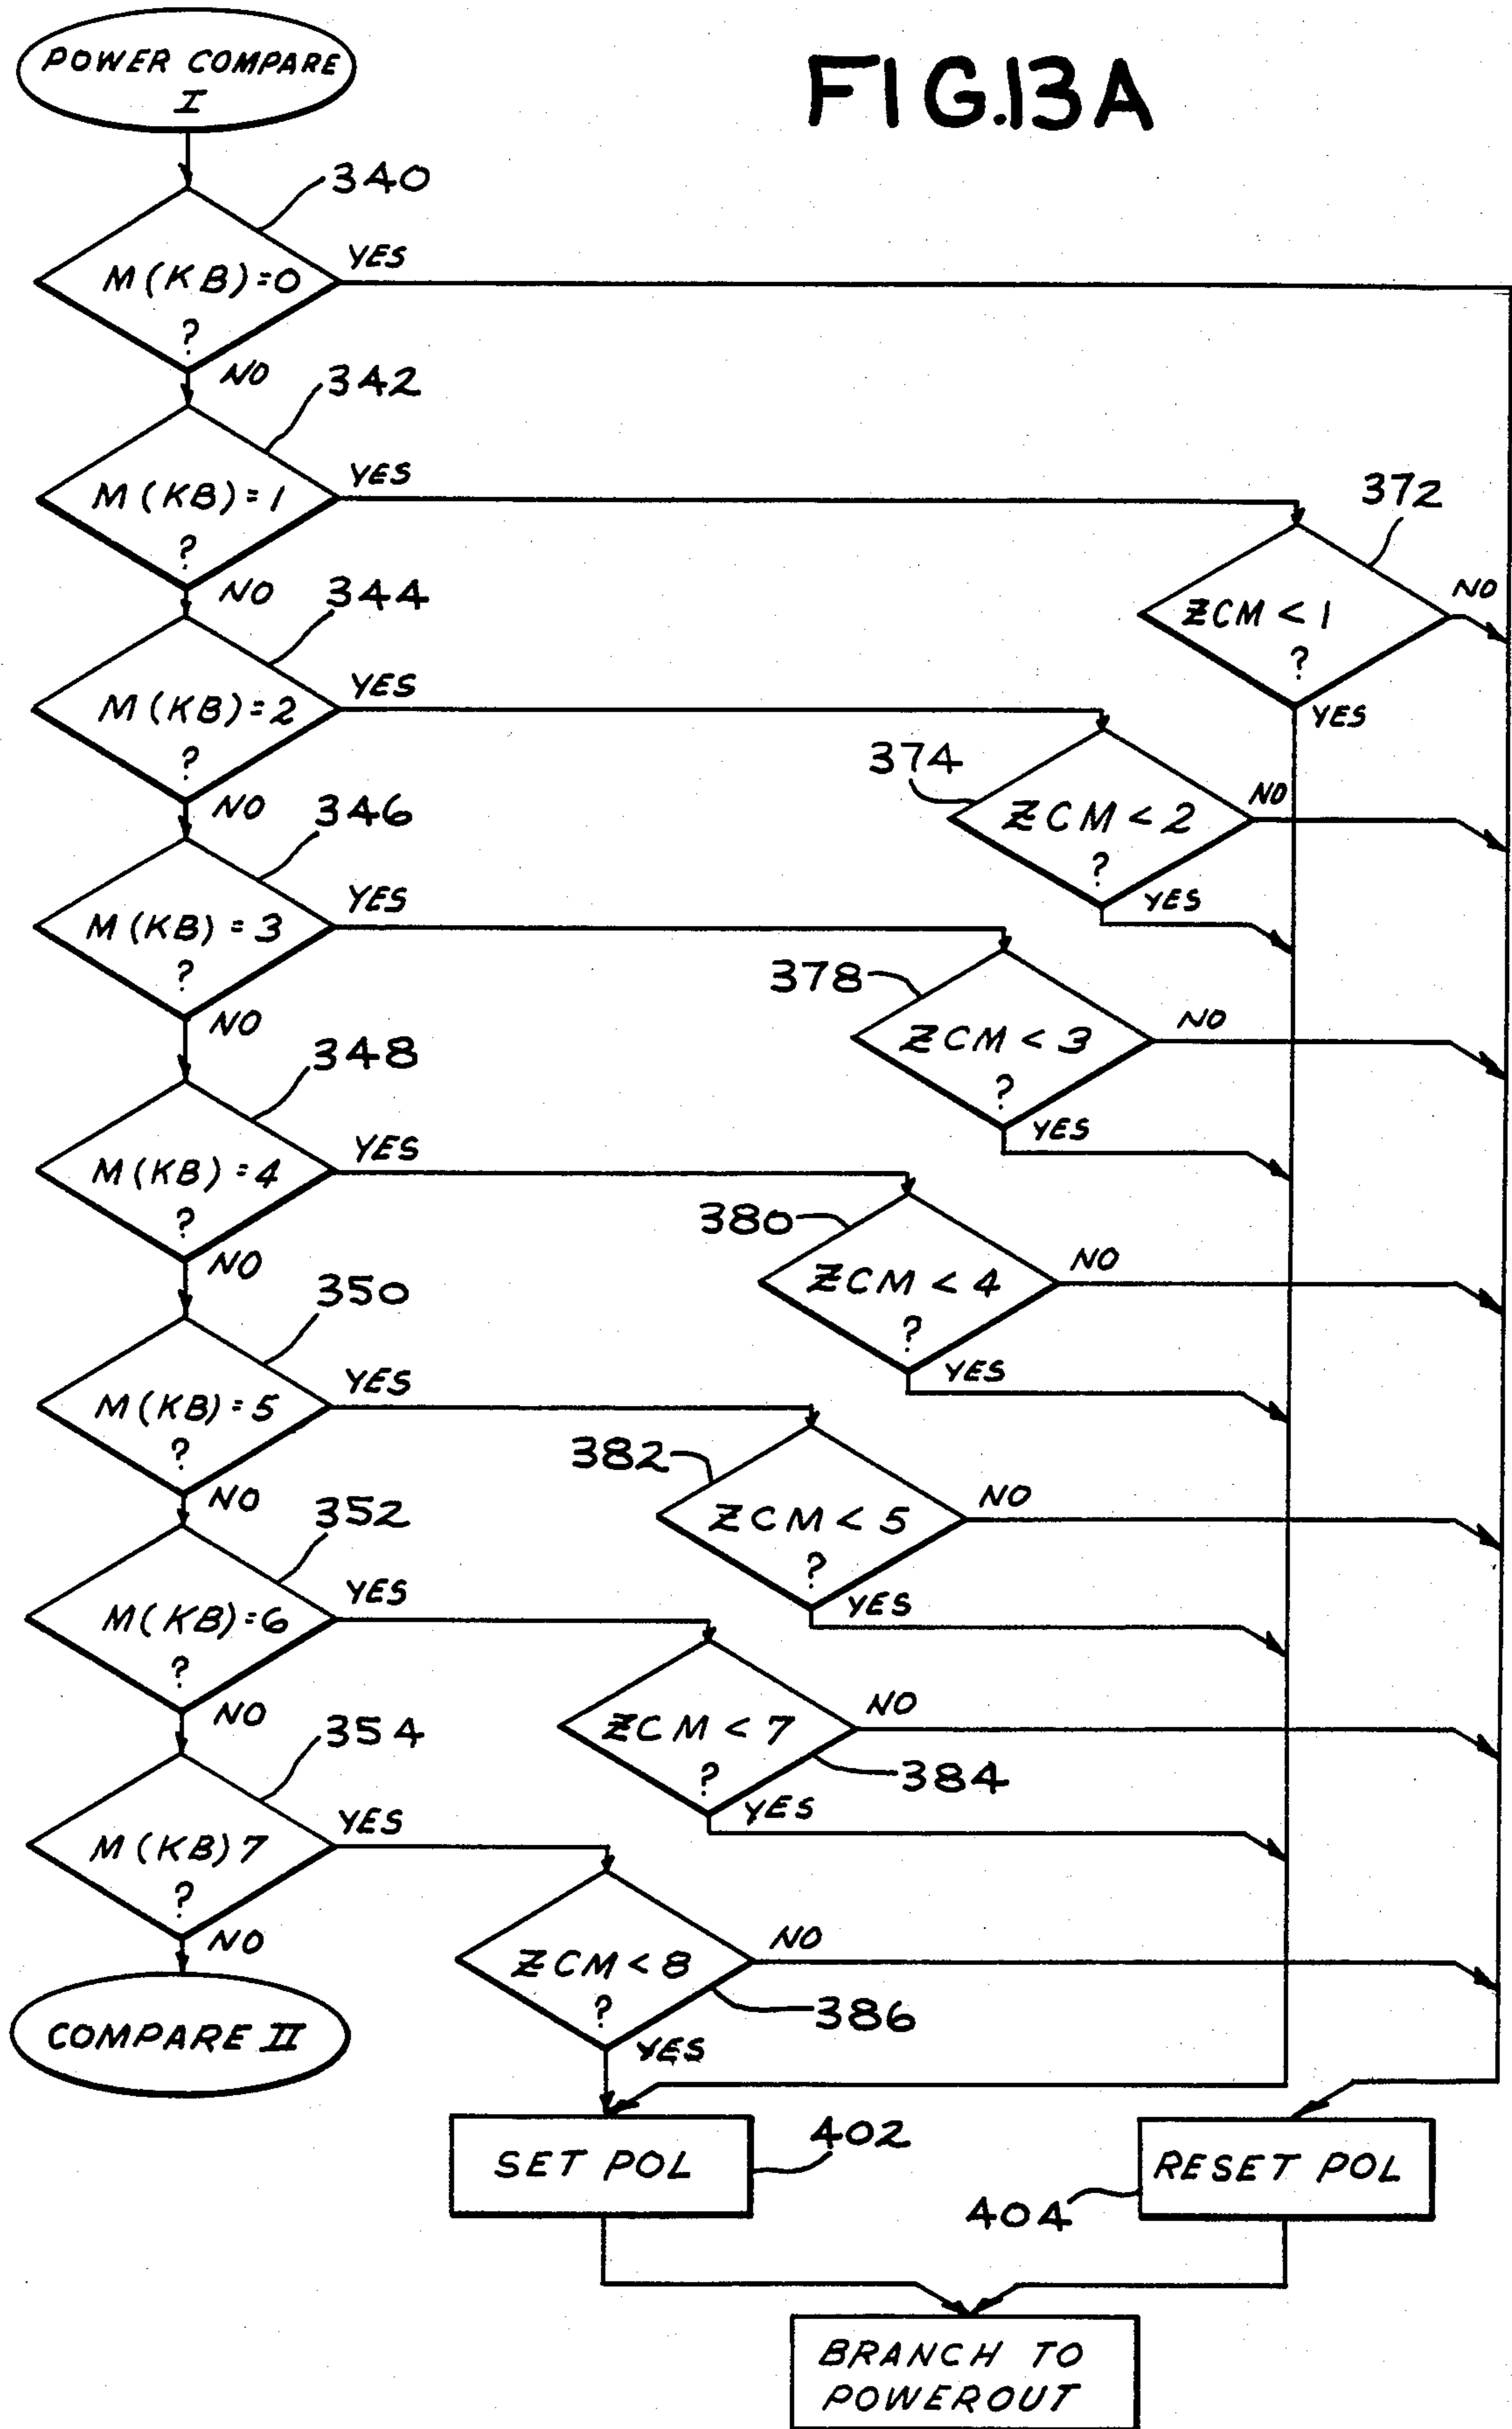 POWER COMPARE
I
FIG.13A
340
M(KB)=0
?
YES
NO
342
M(KB)=1
?
YES
NO
372
ZCM<1
?
NO
YES
344
M(KB)=2
?
YES
NO
374
ZCM<2
?
NO
YES
346
M(KB)=3
?
YES
NO
378
ZCM<3
?
NO
YES
348
M(KB)=4
?
YES
NO
380
ZCM<4
?
NO
YES
350
M(KB)=5
?
YES
NO
382
ZCM<5
?
NO
YES
352
M(KB)=6
?
YES
NO
384
ZCM<7
?
NO
YES
354
M(KB)7
?
YES
NO
386
ZCM<8
?
NO
YES
COMPARE II
SET POL
402
RESET POL
404
BRANCH TO
POWEROUT